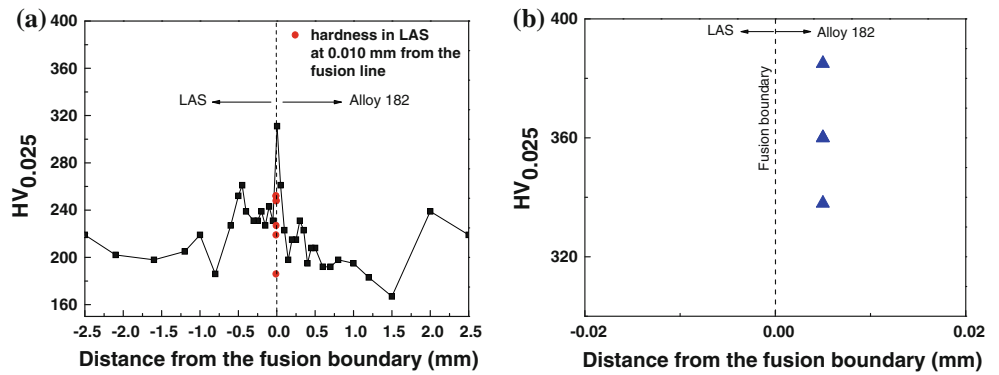 (a)
400
360
320
280
240
200
160
HV0.025
hardness in LAS
at 0.010 mm from the
fusion line
LAS
Alloy 182
-2.5 -2.0 -1.5 -1.0 -0.5 0.0 0.5 1.0 1.5 2.0 2.5
Distance from the fusion boundary (mm)
(b)
400
360
320
HV0.025
LAS
Alloy 182
Fusion boundary
-0.02 0.00 0.02
Distance from the fusion boundary (mm)